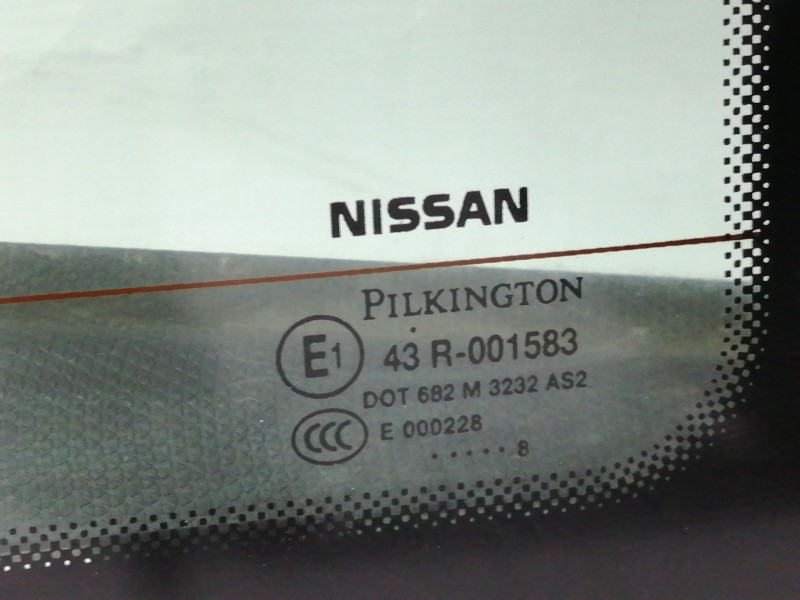 NISSAN
PILKINGTON
E1 43 R-001583
DOT 682 M 3232 AS2
CCC E 000228
. . . . . 8